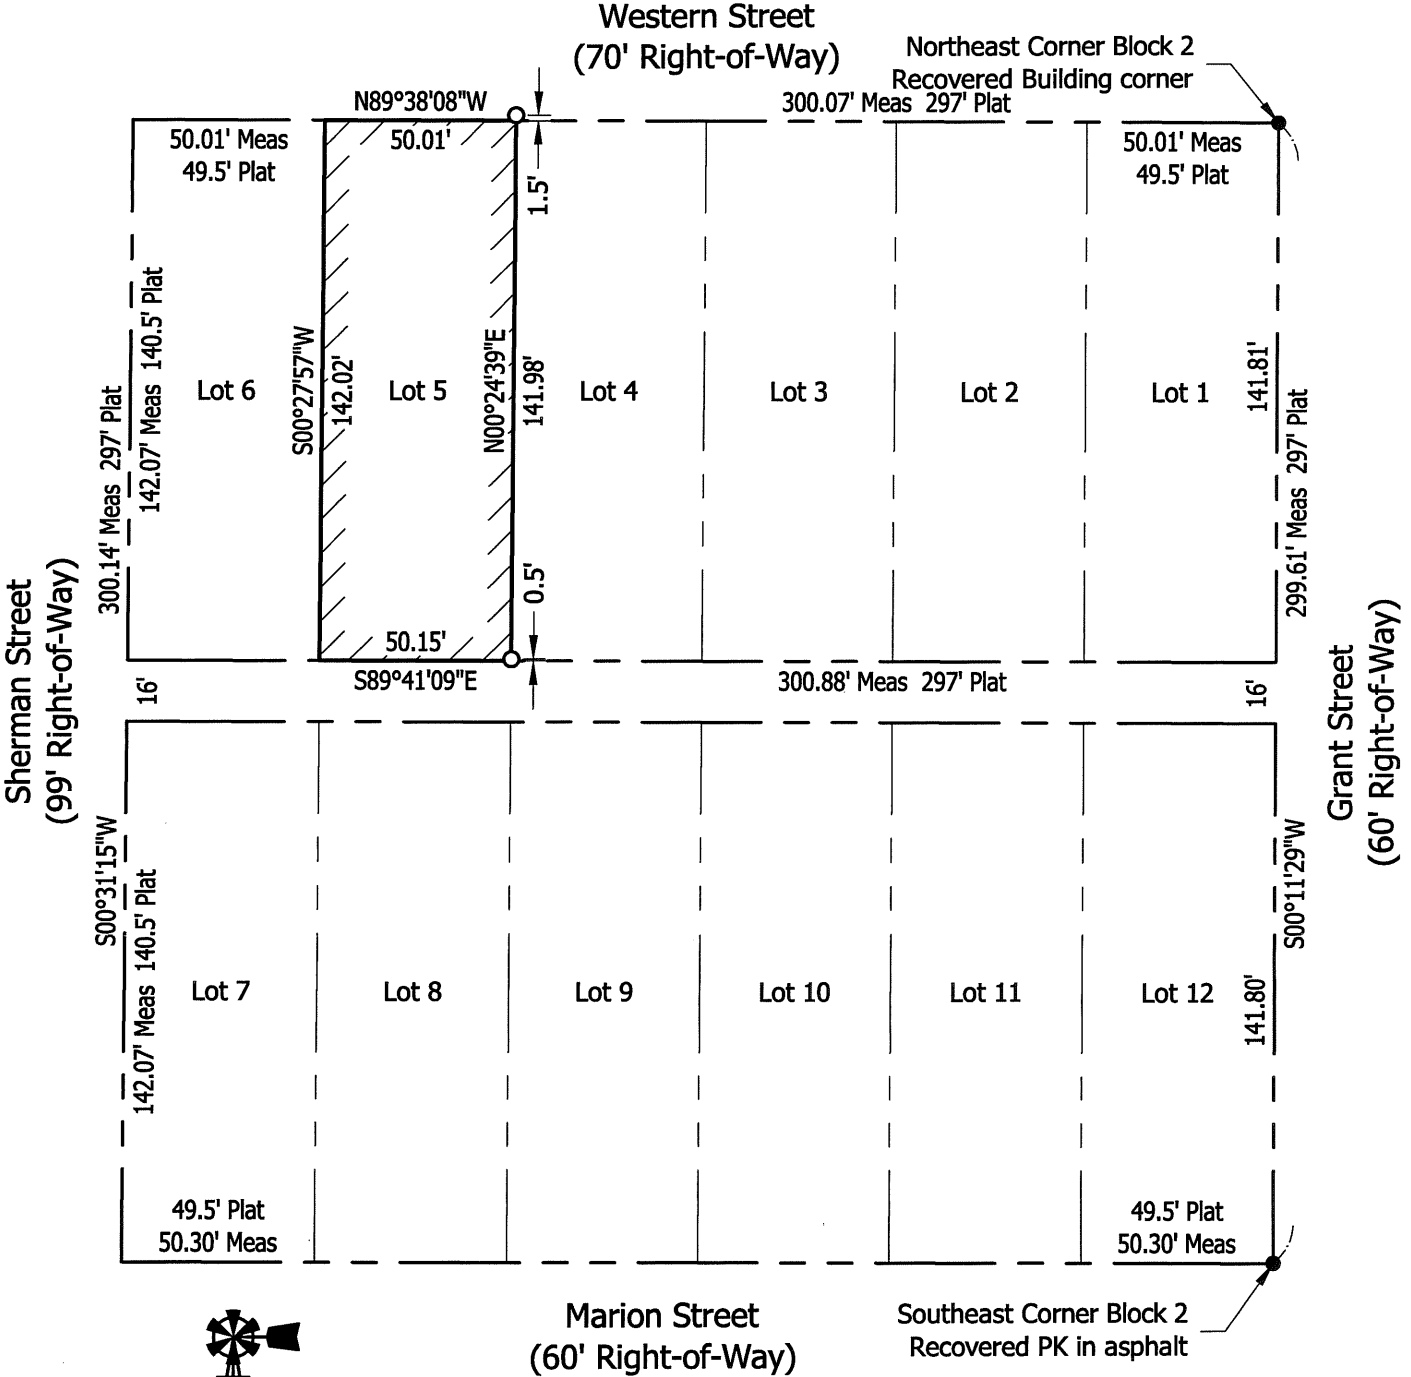 Western Street
(70' Right-of-Way)
Northeast Corner Block 2
Recovered Building corner
N89°38'08"W
300.07' Meas 297' Plat
50.01' Meas
49.5' Plat
50.01'
1.5'
50.01' Meas
49.5' Plat
300.14' Meas 297' Plat
142.07' Meas 140.5' Plat
Lot 6
S00°27'57"W
142.02'
Lot 5
N00°24'39"E
141.98'
Lot 4
Lot 3
Lot 2
Lot 1
141.81'
299.61' Meas 297' Plat
0.5'
50.15'
S89°41'09"E
300.88' Meas 297' Plat
16'
16'
Sherman Street
(99' Right-of-Way)
Grant Street
(60' Right-of-Way)
S00°31'15"W
142.07' Meas 140.5' Plat
Lot 7
Lot 8
Lot 9
Lot 10
Lot 11
Lot 12
141.80'
S00°11'29"W
49.5' Plat
50.30' Meas
49.5' Plat
50.30' Meas
Marion Street
(60' Right-of-Way)
Southeast Corner Block 2
Recovered PK in asphalt